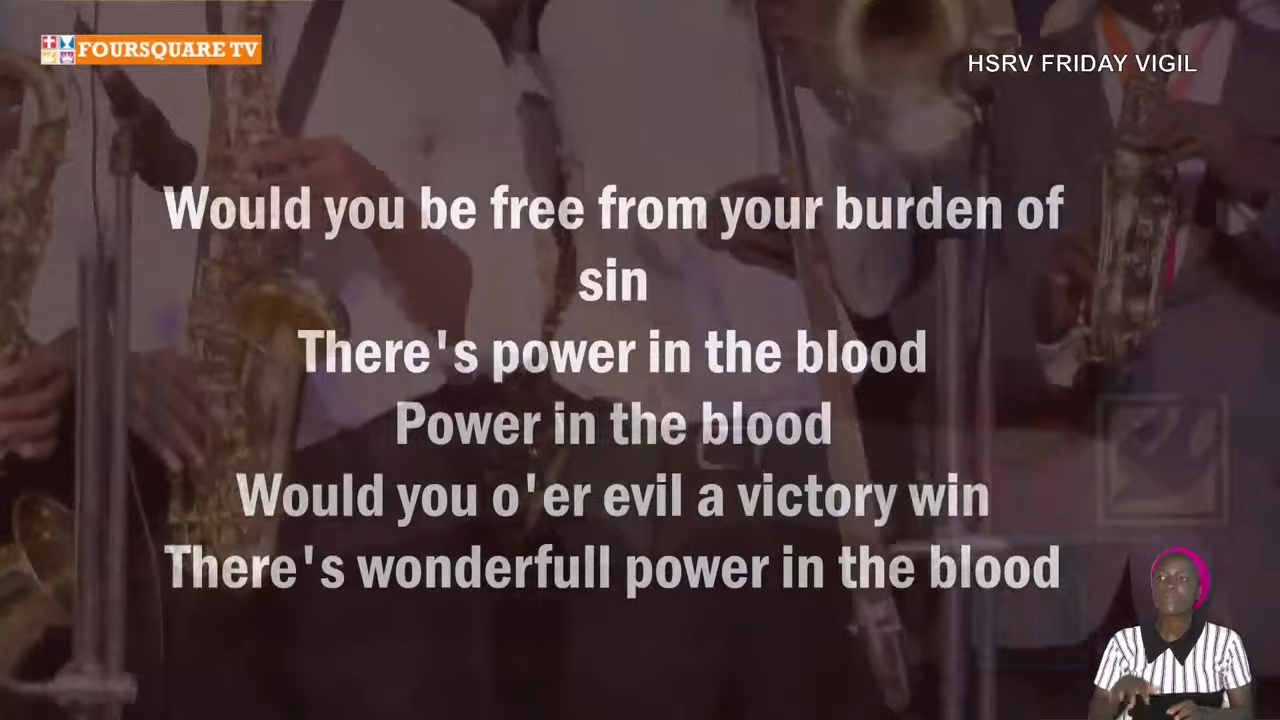 FOURSQUARE TV
HSRV FRIDAY VIGIL
Would you be free from your burden of
sin
There's power in the blood
Power in the blood
Would you o'er evil a victory win
There's wonderfull power in the blood